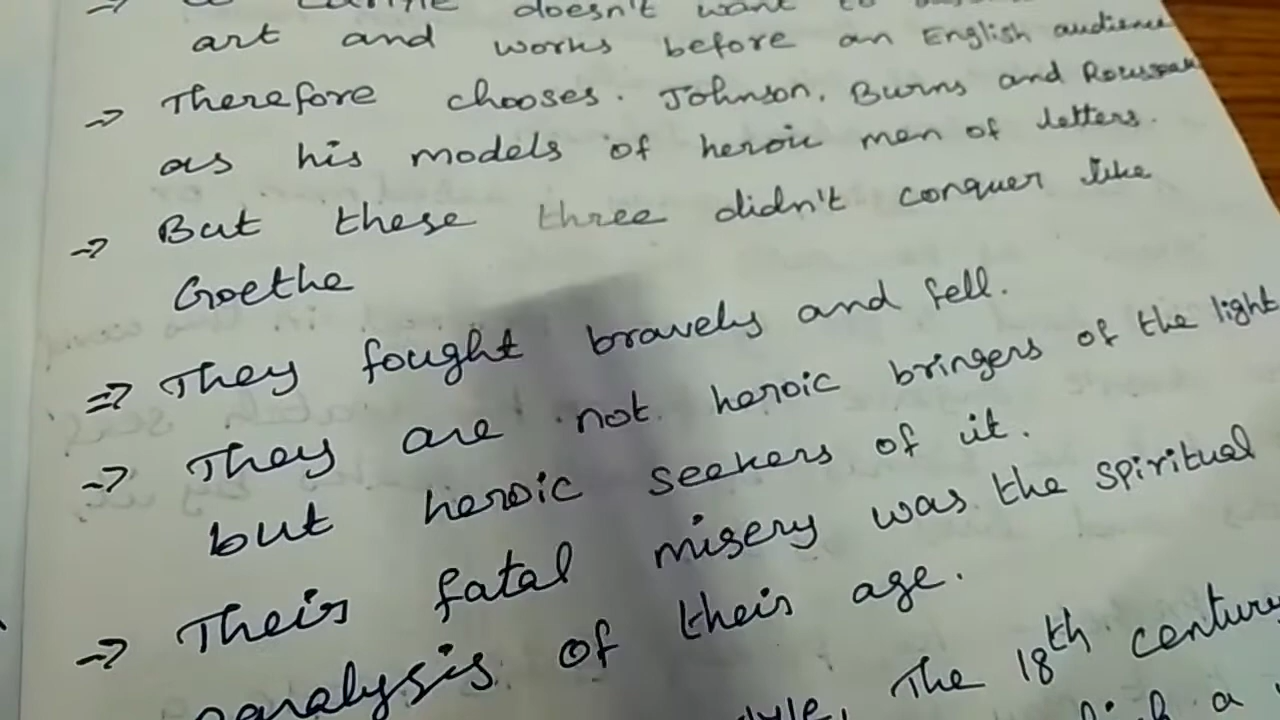 doesn't want to
art and works before an English audience
⇒ Therefore chooses. Johnson, Burns and Rousseau
as his models of heroic men of letters.
⇒ But these three didn't conquer like
Goethe
⇒ They fought bravely and fell.
⇒ They are not heroic bringers of the light
but heroic seekers of it.
⇒ Their fatal misery was the spiritual
paralysis of their age.
The 18th century
a